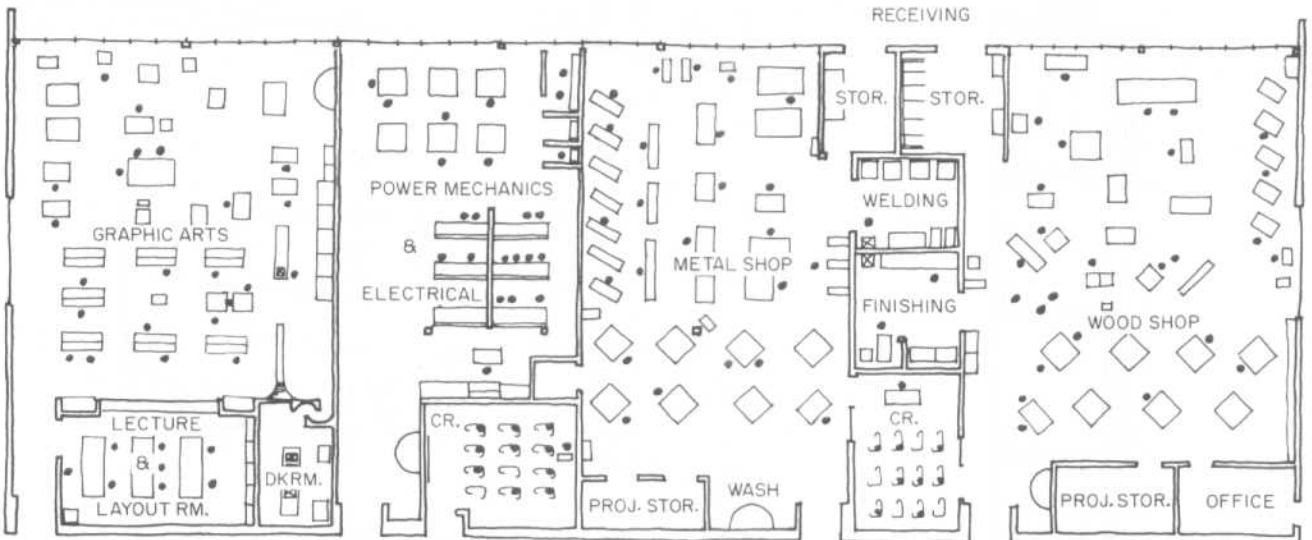 RECEIVING
STOR.
STOR.
POWER MECHANICS
WELDING
GRAPHIC ARTS
&
METAL SHOP
ELECTRICAL
FINISHING
WOOD SHOP
LECTURE
&
LAYOUT RM.
DKRM.
CR.
CR.
PROJ. STOR.
WASH
PROJ. STOR.
OFFICE